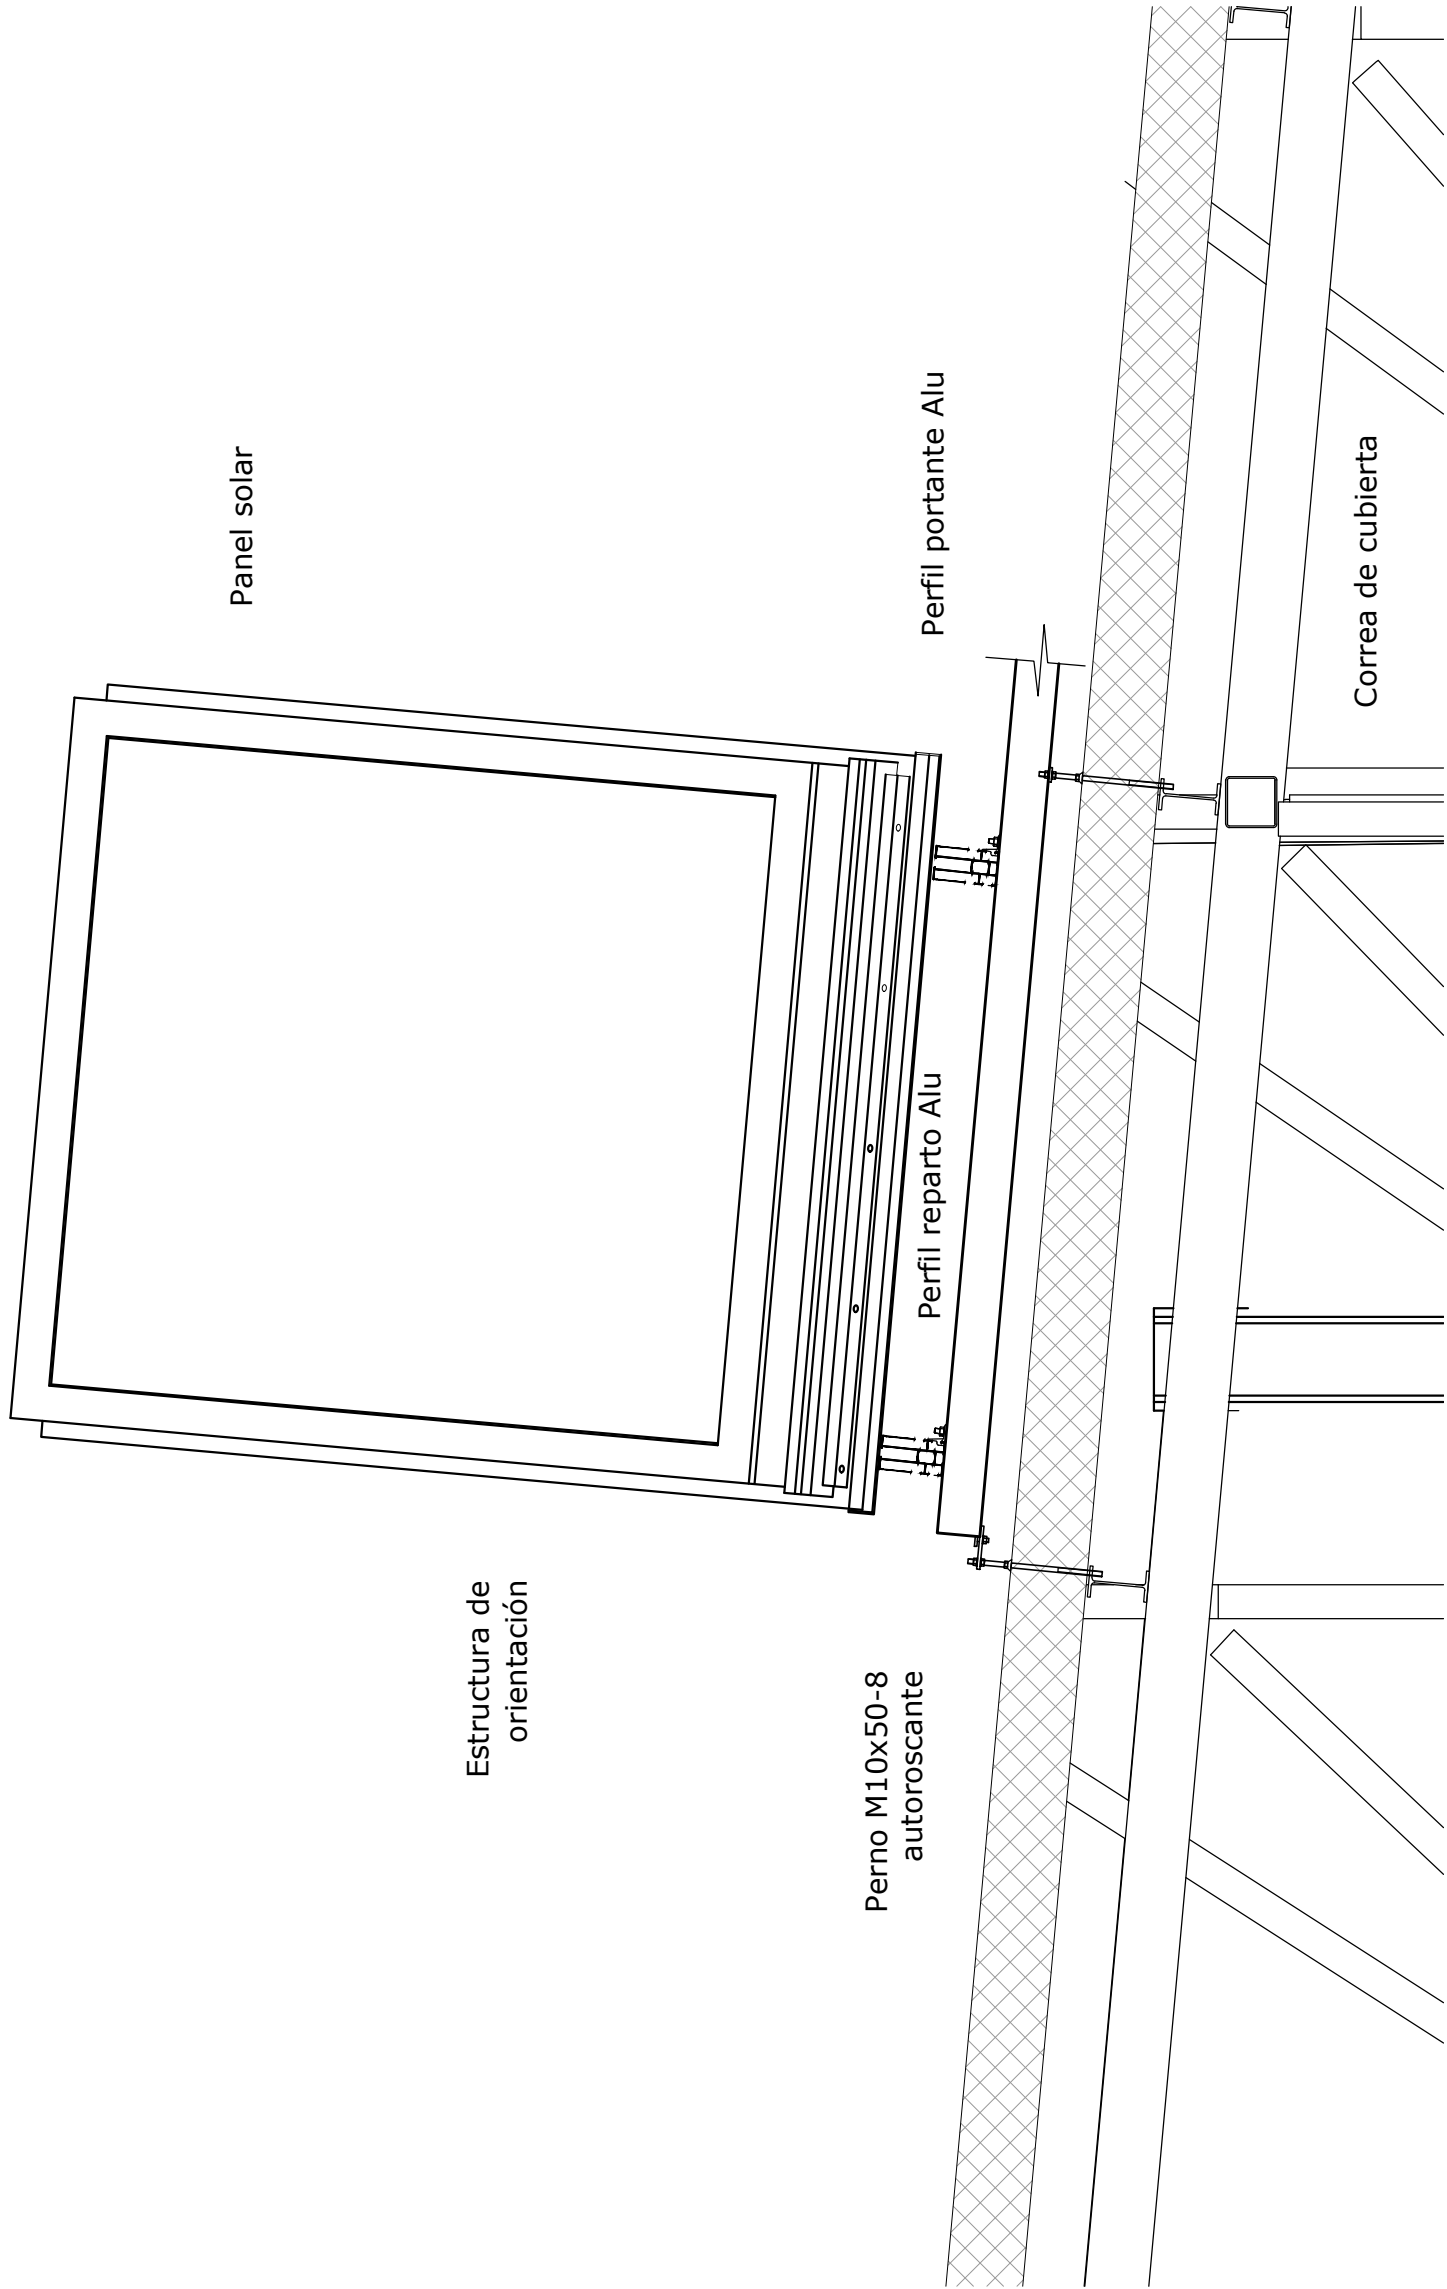 Panel solar
Estructura de
orientación
Perno M10x50-8
autoroscante
Perfil reparto Alu
Perfil portante Alu
Correa de cubierta